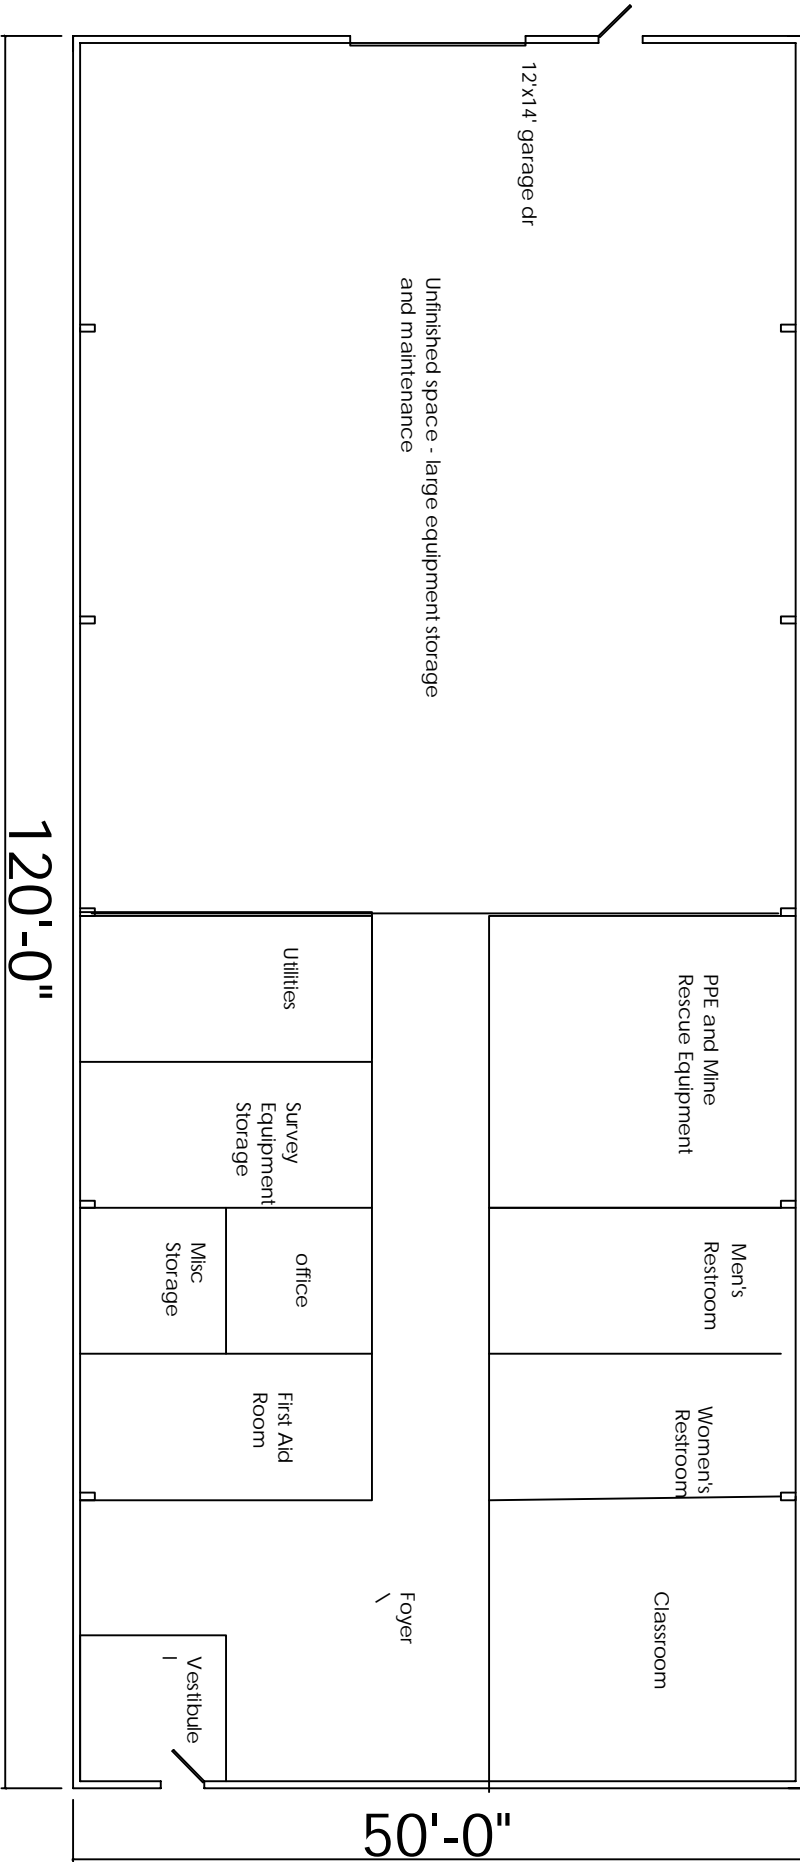 12'x14' garage dr
Unfinished space - large equipment storage
and maintenance
120'-0"
Utilities
PPE and Mine
Rescue Equipment
Survey
Equipment
Storage
Misc
Storage
office
Men's
Restroom
First Aid
Room
Women's
Restroom
Foyer
Classroom
Vestibule
50'-0"